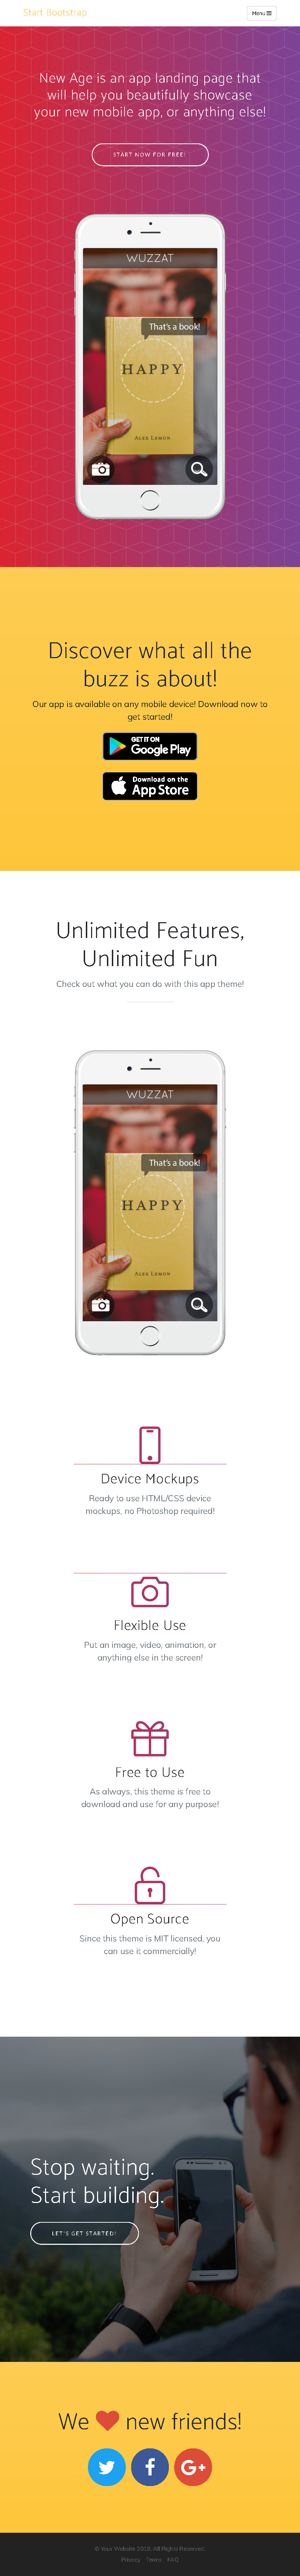 Start Bootstrap
Menu
New Age is an app landing page that
will help you beautifully showcase
your new mobile app, or anything else!
START NOW FOR FREE!
WUZZAT
That's a book!
HAPPY
ALEX LEMON
Discover what all the
buzz is about!
Our app is available on any mobile device! Download now to
get started!
GET IT ON
Google Play
Download on the
App Store
Unlimited Features,
Unlimited Fun
Check out what you can do with this app theme!
WUZZAT
That's a book!
HAPPY
ALEX LEMON
Device Mockups
Ready to use HTML/CSS device
mockups, no Photoshop required!
Flexible Use
Put an image, video, animation, or
anything else in the screen!
Free to Use
As always, this theme is free to
download and use for any purpose!
Open Source
Since this theme is MIT licensed, you
can use it commercially!
Stop waiting.
Start building.
LET'S GET STARTED!
We new friends!
f
G+
© Your Website 2018. All Rights Reserved.
Privacy Terms FAQ